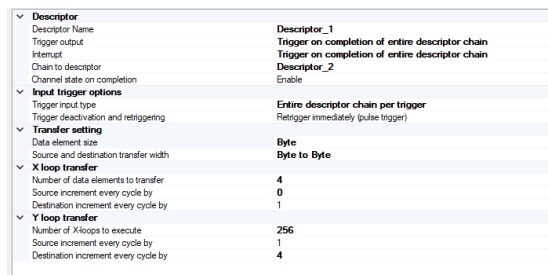 Descriptor
Descriptor Name Descriptor_1
Trigger output Trigger on completion of entire descriptor chain
Interrupt Trigger on completion of entire descriptor chain
Chain to descriptor Descriptor_2
Channel state on completion Enable
Input trigger options
Trigger input type Entire descriptor chain per trigger
Trigger deactivation and retriggering Retrigger immediately (pulse trigger)
Transfer setting
Data element size Byte
Source and destination transfer width Byte to Byte
X loop transfer
Number of data elements to transfer 4
Source increment every cycle by 0
Destination increment every cycle by 1
Y loop transfer
Number of X-loops to execute 256
Source increment every cycle by 1
Destination increment every cycle by 4